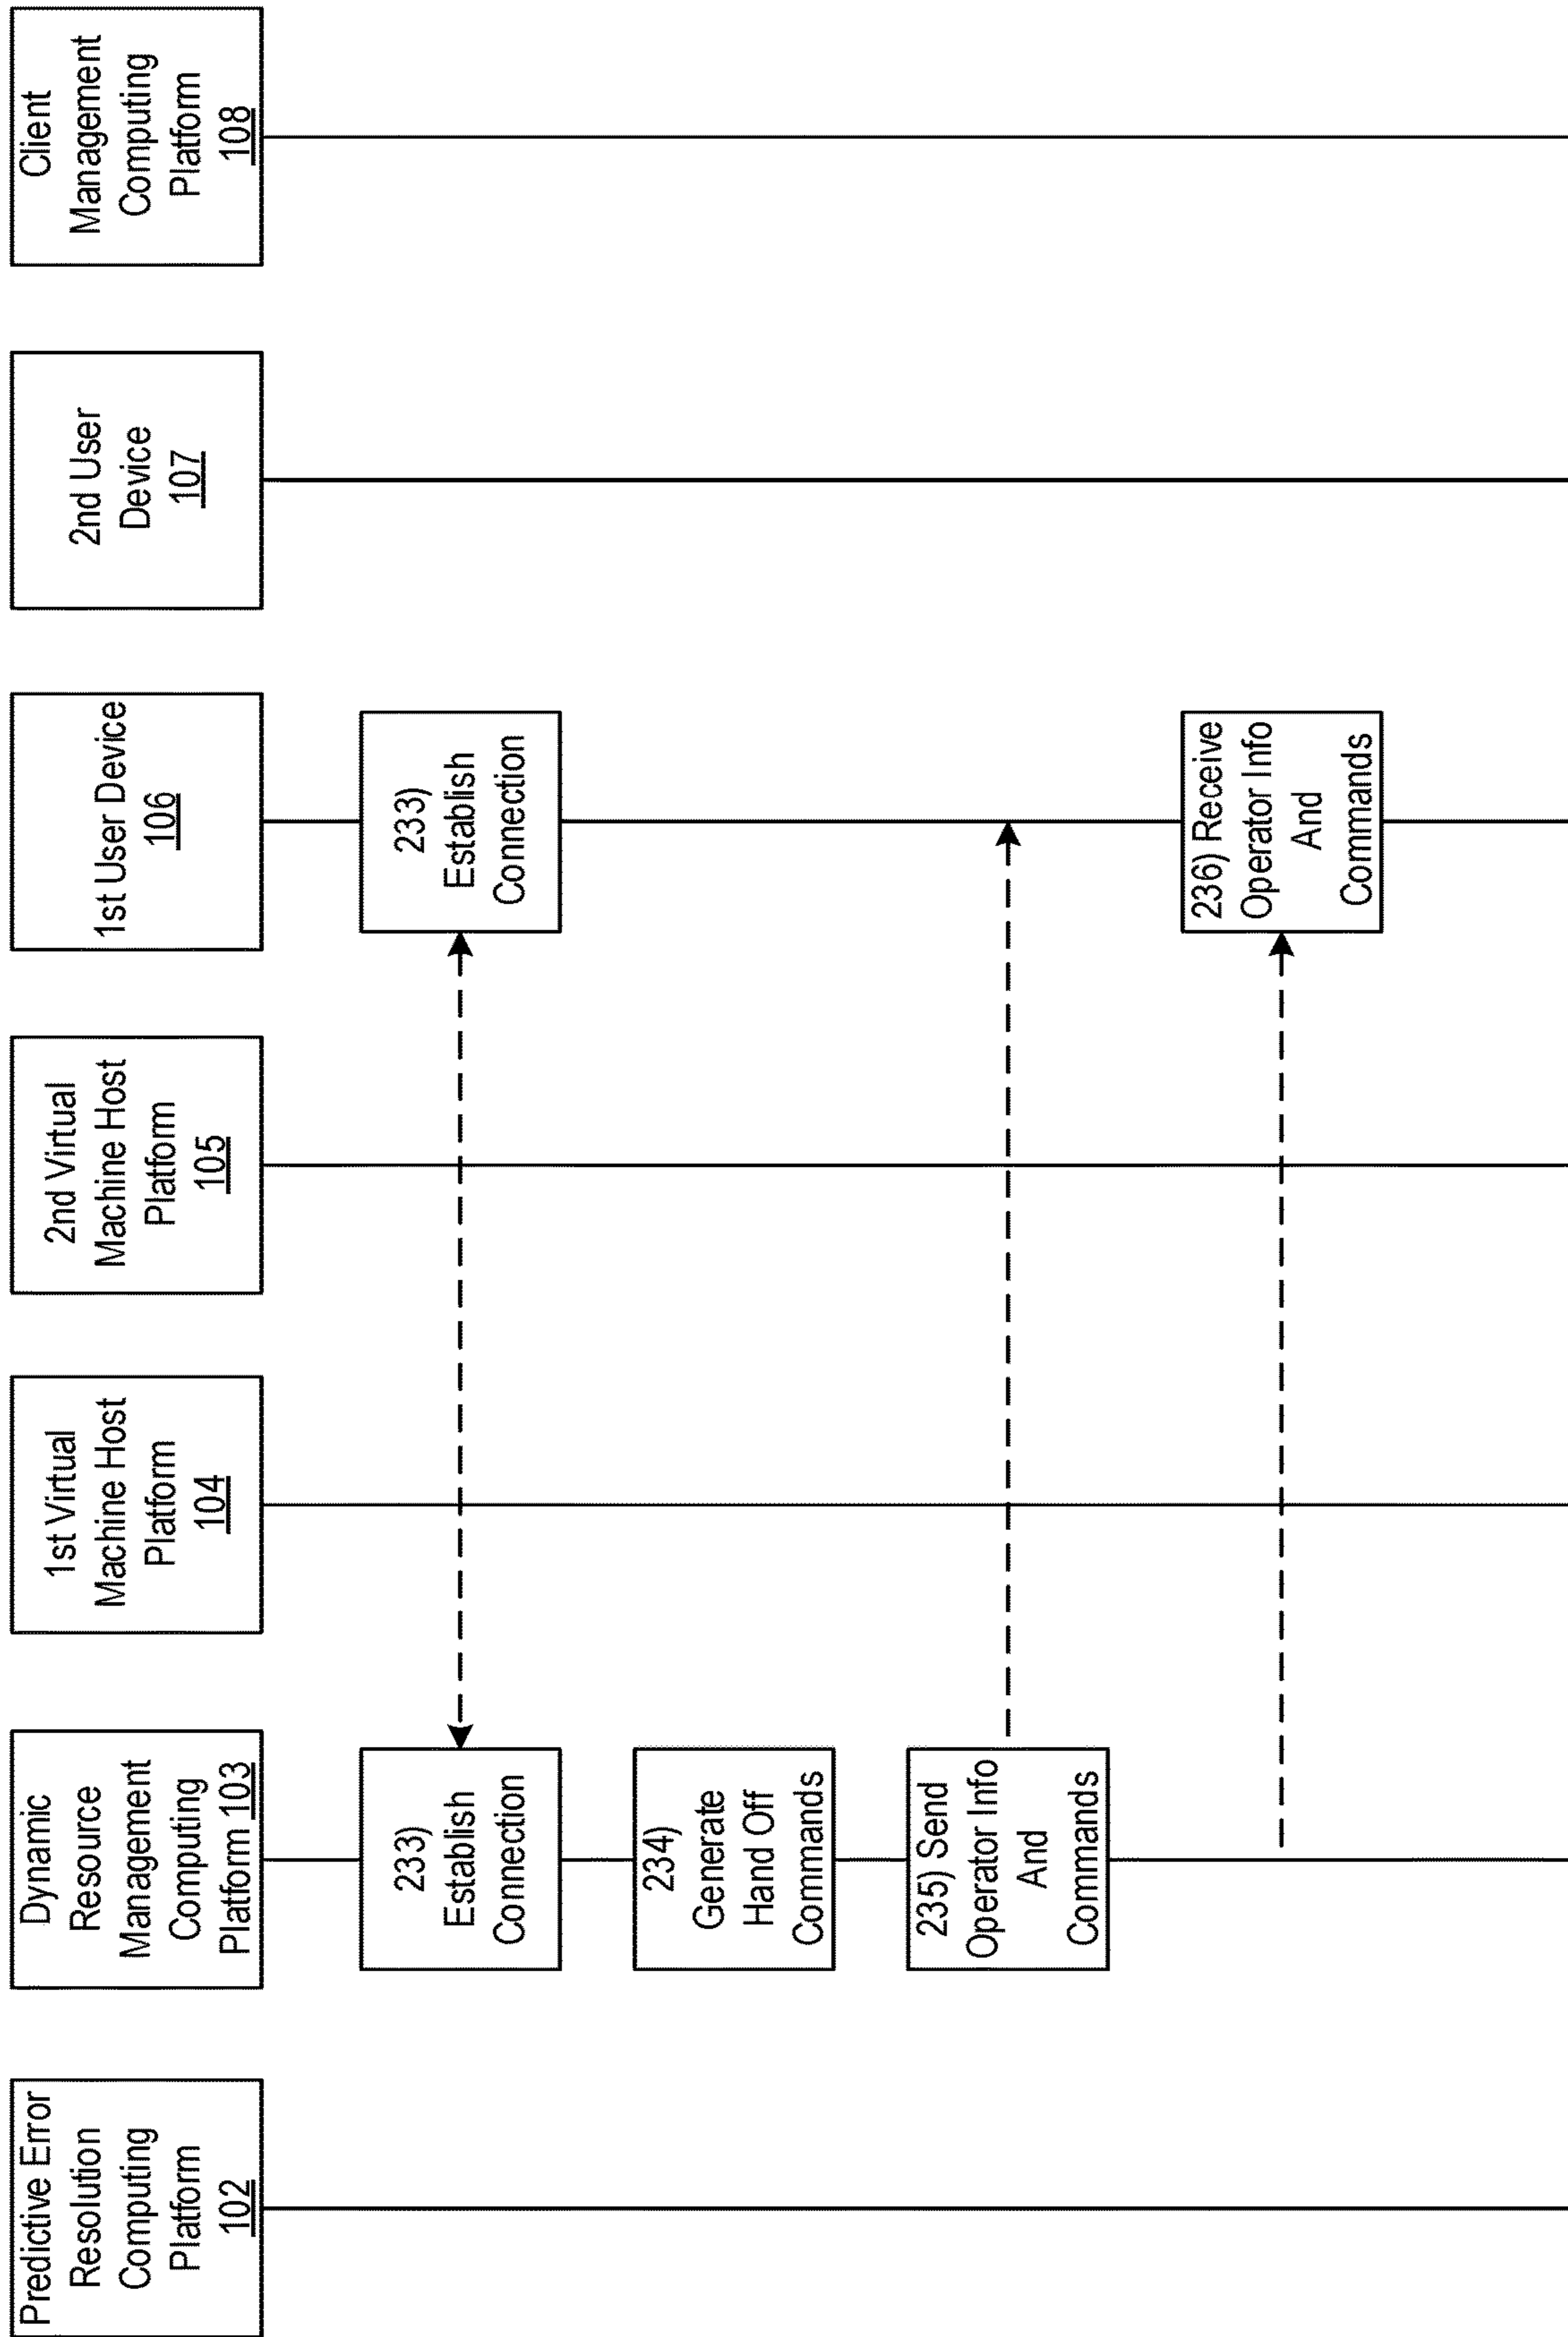 Predictive Error
Resolution
Computing
Platform
102
Dynamic
Resource
Management
Computing
Platform 103
1st Virtual
Machine Host
Platform
104
2nd Virtual
Machine Host
Platform
105
1st User Device
106
2nd User
Device
107
Client
Management
Computing
Platform
108
233)
Establish
Connection
233)
Establish
Connection
234)
Generate
Hand Off
Commands
235) Send
Operator Info
And
Commands
236) Receive
Operator Info
And
Commands